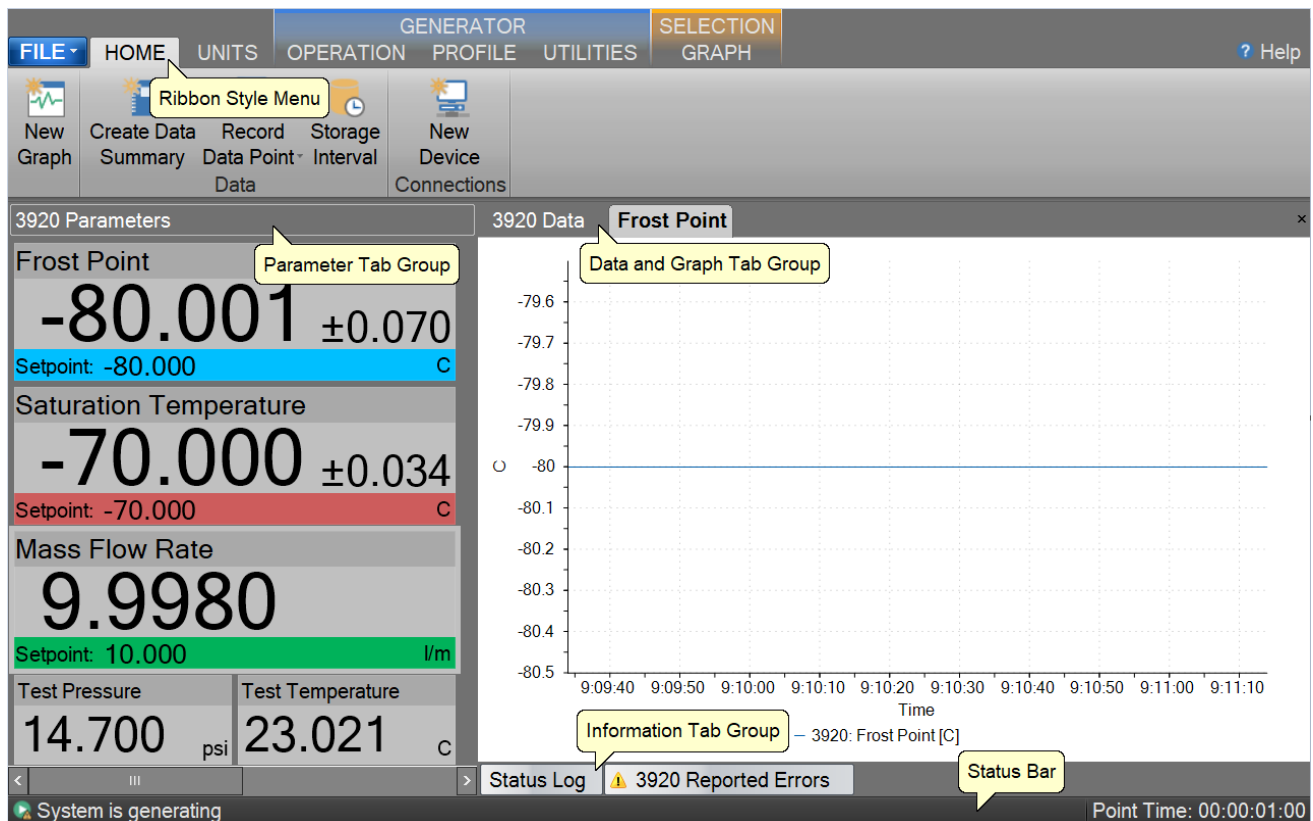 GENERATOR SELECTION
FILE HOME UNITS OPERATION PROFILE UTILITIES GRAPH ? Help
Ribbon Style Menu
New Graph
Create Data Summary
Record Data Point
Storage Interval
New Device
Data
Connections
3920 Parameters
Parameter Tab Group
Frost Point
-80.001 ±0.070
Setpoint: -80.000 C
Saturation Temperature
-70.000 ±0.034
Setpoint: -70.000 C
Mass Flow Rate
9.9980
Setpoint: 10.000 l/m
Test Pressure
14.700 psi
Test Temperature
23.021 C
3920 Data Frost Point ×
Data and Graph Tab Group
-79.6
-79.7
-79.8
-79.9
C -80
-80.1
-80.2
-80.3
-80.4
-80.5
9:09:40 9:09:50 9:10:00 9:10:10 9:10:20 9:10:30 9:10:40 9:10:50 9:11:00 9:11:10
Time
Information Tab Group
3920: Frost Point [C]
Status Log 3920 Reported Errors
Status Bar
System is generating Point Time: 00:00:01:00